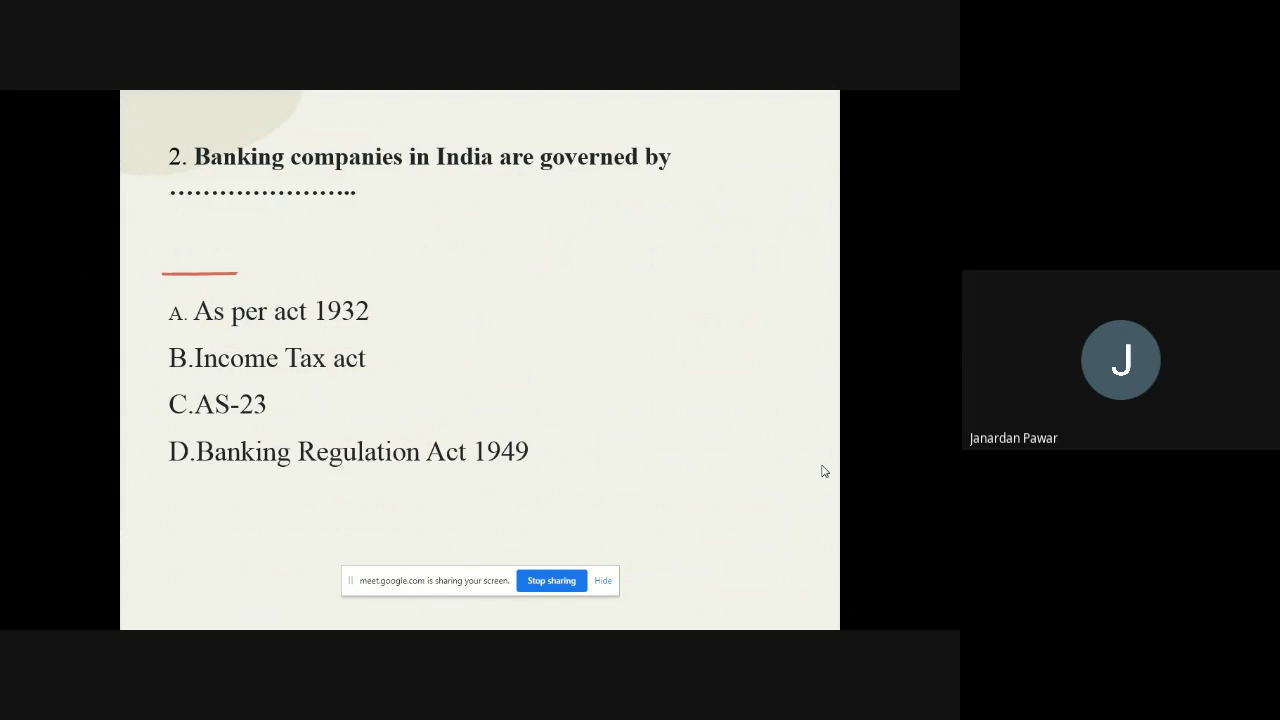 2. Banking companies in India are governed by
…………………..
A. As per act 1932
B.Income Tax act
C.AS-23
D.Banking Regulation Act 1949
meet.google.com is sharing your screen. Stop sharing Hide
J
Janardan Pawar